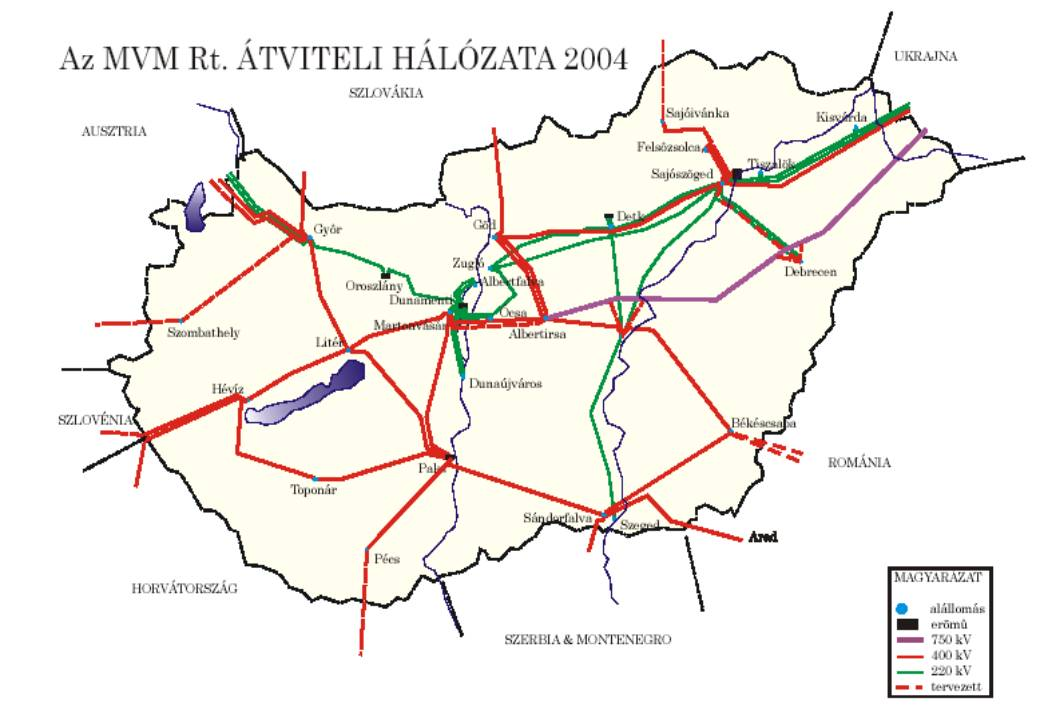 Az MVM Rt. ÁTVITELI HÁLÓZATA 2004
UKRAJNA
SZLOVÁKIA
AUSZTRIA
Sajóivánka
Kisvárda
Felsőzsolca
Tiszalök
Sajószöged
Detk
Göd
Győr
Zugló
Debrecen
Oroszlány
Albertfalva
Dunamenti
Ócsa
Martonvásár
Albertirsa
Szombathely
Litér
Dunaújváros
Hévíz
SZLOVÉNIA
Békéscsaba
ROMÁNIA
Paks
Toponár
Sándorfalva
Szeged
Arad
Pécs
HORVÁTORSZÁG
SZERBIA & MONTENEGRO
MAGYARÁZAT
alállomás
erőmű
750 kV
400 kV
220 kV
tervezett